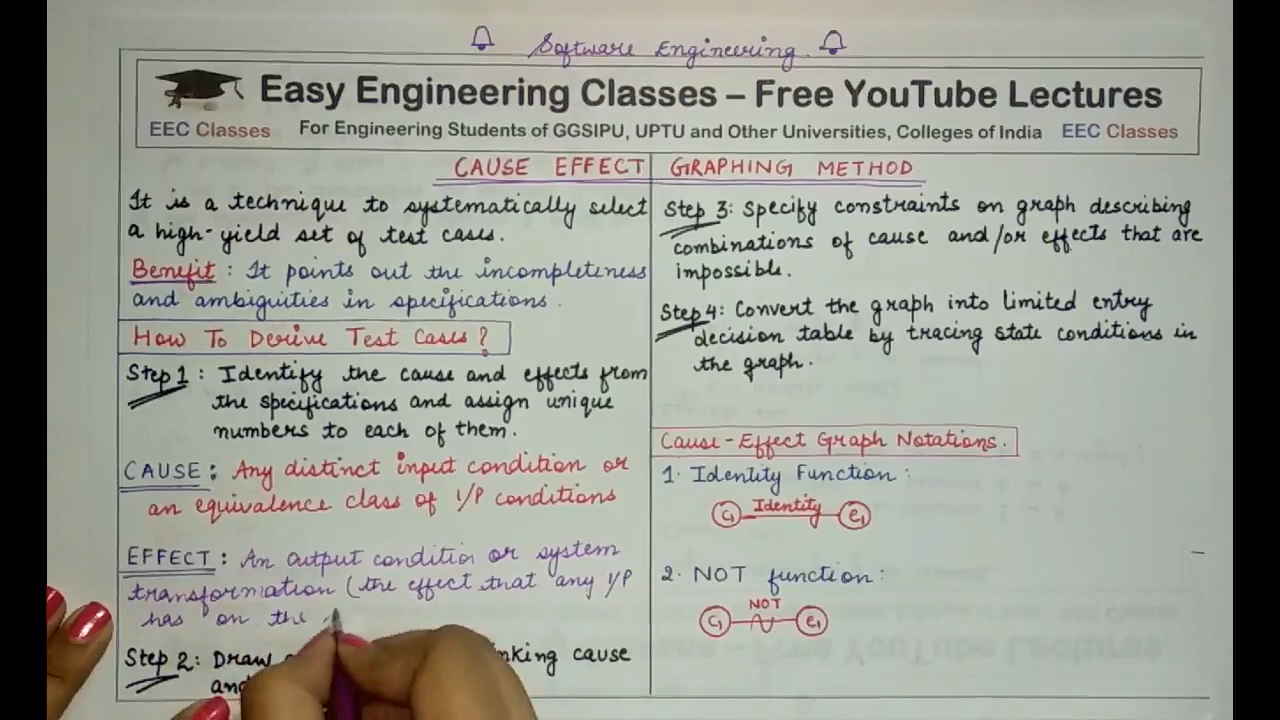 Software Engineering
Easy Engineering Classes – Free YouTube Lectures
EEC Classes For Engineering Students of GGSIPU, UPTU and Other Universities, Colleges of India EEC Classes
CAUSE EFFECT GRAPHING METHOD
It is a technique to systematically select
a high-yield set of test cases.
Benefit : It points out the incompleteness
and ambiguities in specifications.
How To Derive Test Cases?
Step 1 : Identify the cause and effects from
the specifications and assign unique
numbers to each of them.
CAUSE : Any distinct input condition or
an equivalence class of I/P conditions
EFFECT : An output condition or system
transformation (the effect that any I/P
has on the
Step 2: Draw
cause
and
Step 3: Specify constraints on graph describing
combinations of cause and/or effects that are
impossible.
Step 4: Convert the graph into limited entry
decision table by tracing state conditions in
the graph.
Cause-Effect Graph Notations.
1. Identity Function :
C1 Identity e1
2. NOT function :
NOT
C1 e1